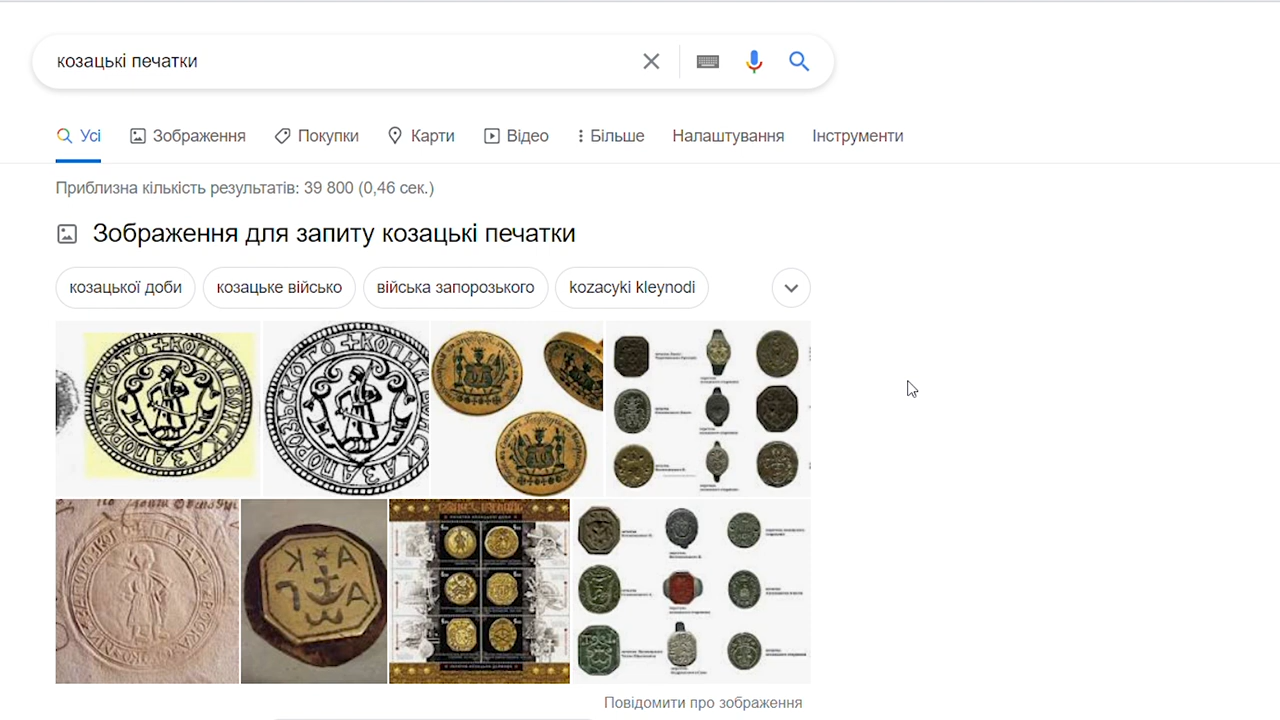 козацькі печатки
Усі Зображення Покупки Карти Відео Більше Налаштування Інструменти
Приблизна кількість результатів: 39 800 (0,46 сек.)
Зображення для запиту козацькі печатки
козацької доби козацьке військо війська запорозького kozacyki kleynodi
Повідомити про зображення